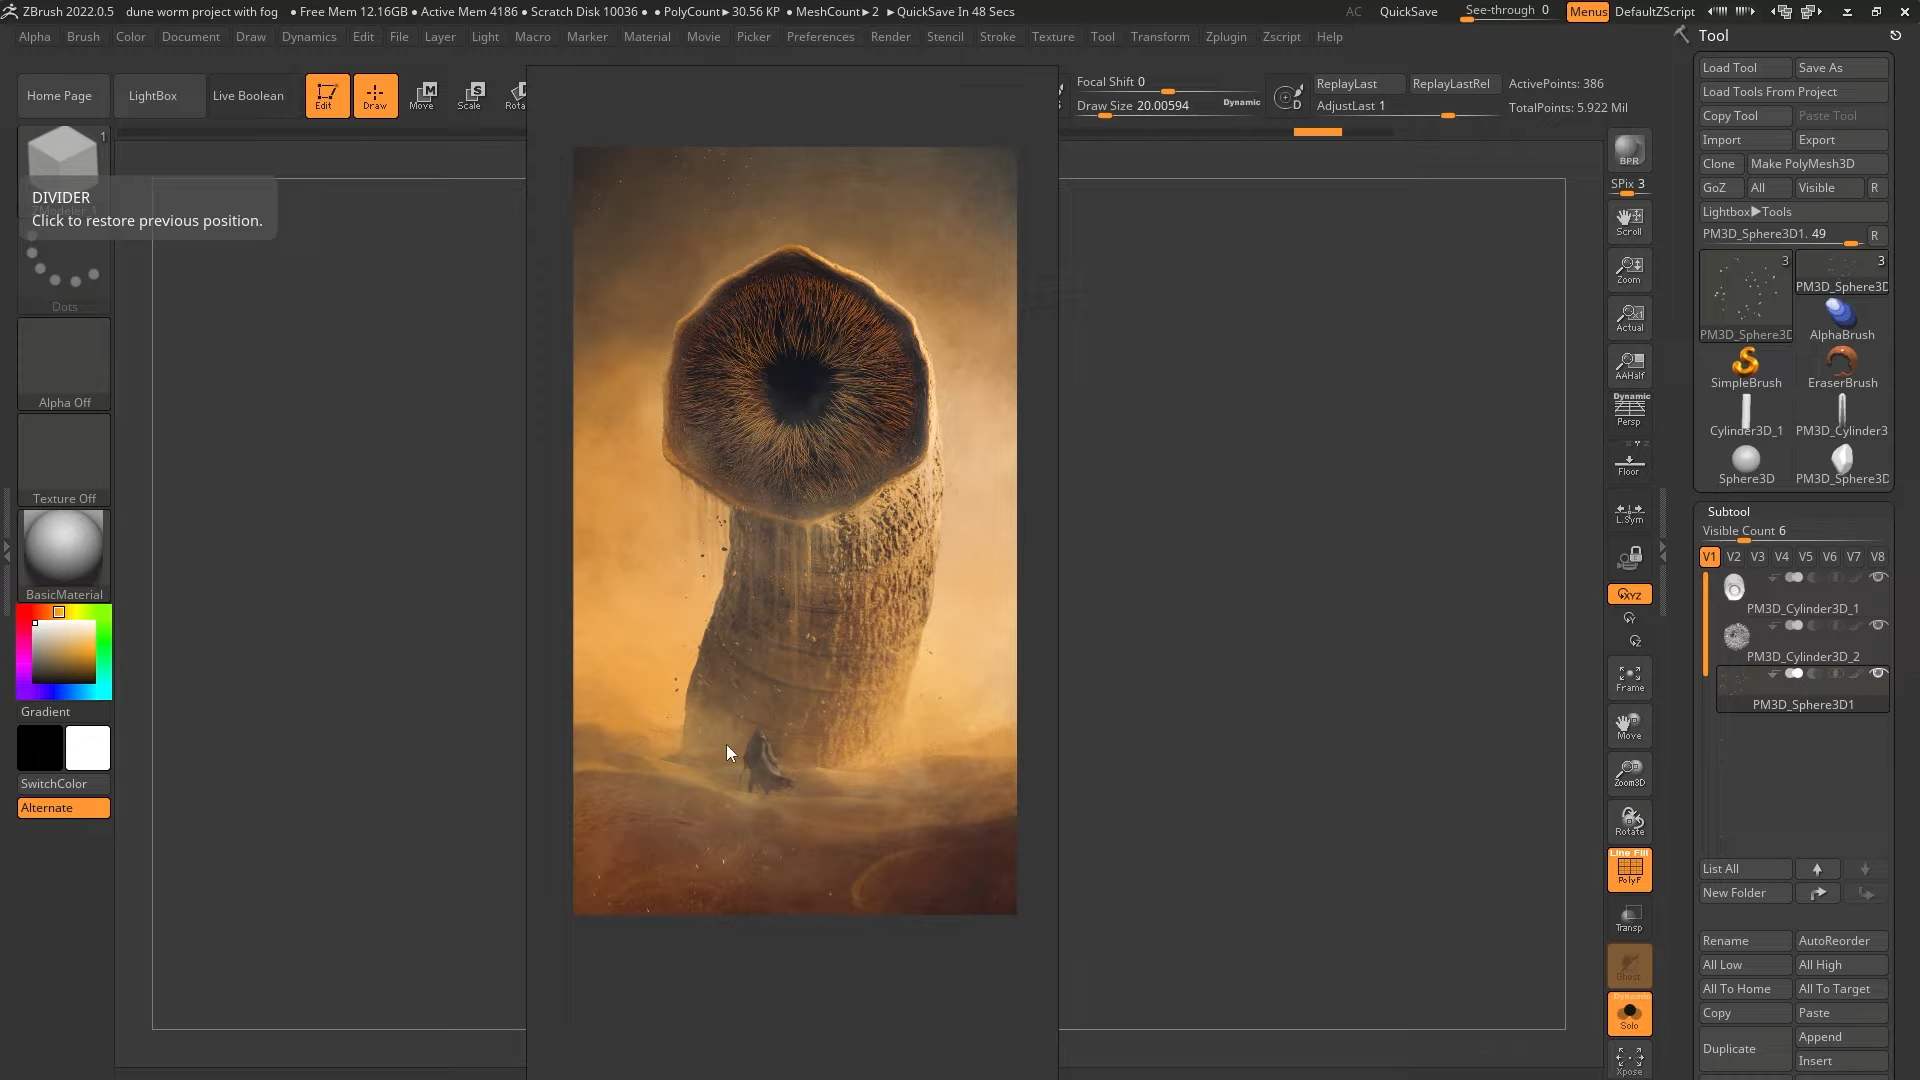 ZBrush 2022.0.5 dune worm project with fog ● Free Mem 12.16GB ● Active Mem 4186 ● Scratch Disk 10036 ● ● PolyCount►30.56 KP ● MeshCount►2 ►QuickSave In 48 Secs AC QuickSave See-through 0 Menus DefaultZScript
Alpha Brush Color Document Draw Dynamics Edit File Layer Light Macro Marker Material Movie Picker Preferences Render Stencil Stroke Texture Tool Transform Zplugin Zscript Help
Tool
Home Page LightBox Live Boolean Edit Draw Move Scale Rota
Focal Shift 0
Draw Size 20.00594 Dynamic
D
ReplayLast ReplayLastRel ActivePoints: 386
AdjustLast 1 TotalPoints: 5.922 Mil
1
DIVIDER
Click to restore previous position.
Dots
Alpha Off
Texture Off
BasicMaterial
Gradient
SwitchColor
Alternate
BPR
SPix 3
Scroll
Zoom
Actual
AAHalf
Dynamic
Persp
Floor
L.Sym
XYZ
Y
Z
Frame
Move
Zoom3D
Rotate
Line Fill
PolyF
Transp
Ghost
Dynamic
Solo
Xpose
Load Tool Save As
Load Tools From Project
Copy Tool Paste Tool
Import Export
Clone Make PolyMesh3D
GoZ All Visible R
Lightbox▶Tools
PM3D_Sphere3D1. 49 R
3 3
PM3D_Sphere3D
PM3D_Sphere3D AlphaBrush
SimpleBrush EraserBrush
Cylinder3D_1 PM3D_Cylinder3
Sphere3D PM3D_Sphere3D
Subtool
Visible Count 6
V1 V2 V3 V4 V5 V6 V7 V8
PM3D_Cylinder3D_1
PM3D_Cylinder3D_2
PM3D_Sphere3D1
List All
New Folder
Rename AutoReorder
All Low All High
All To Home All To Target
Copy Paste
Duplicate Append
Insert